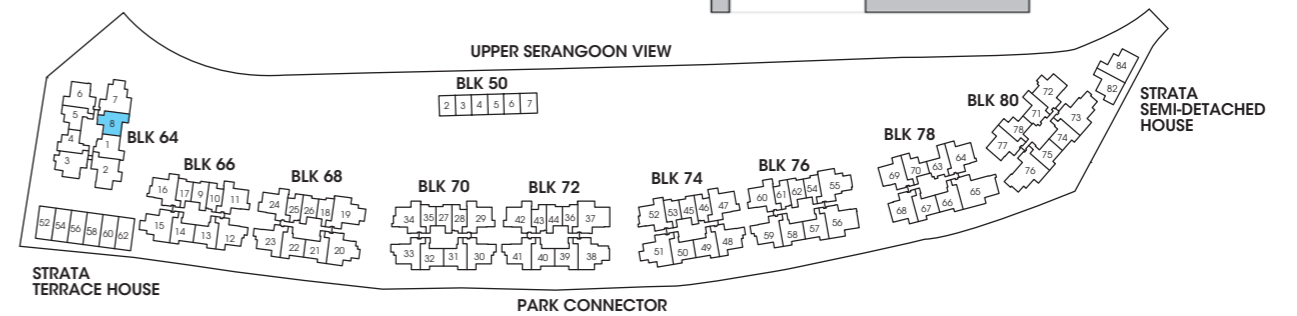 UPPER SERANGOON VIEW
BLK 50
2 3 4 5 6 7
BLK 64
6 7
5 8
4 1
3 2
BLK 66
16 17 9 10 11
15 14 13 12
BLK 68
24 25 26 18 19
23 22 21 20
BLK 70
34 35 27 28 29
33 32 31 30
BLK 72
42 43 44 36 37
41 40 39 38
BLK 74
52 53 45 46 47
51 50 49 48
BLK 76
60 61 62 54 55
59 58 57 56
BLK 78
69 70 63 64
68 67 66 65
BLK 80
72
71 73
78 74
77 75
76
84
82
STRATA
SEMI-DETACHED
HOUSE
52 54 56 58 60 62
STRATA
TERRACE HOUSE
PARK CONNECTOR